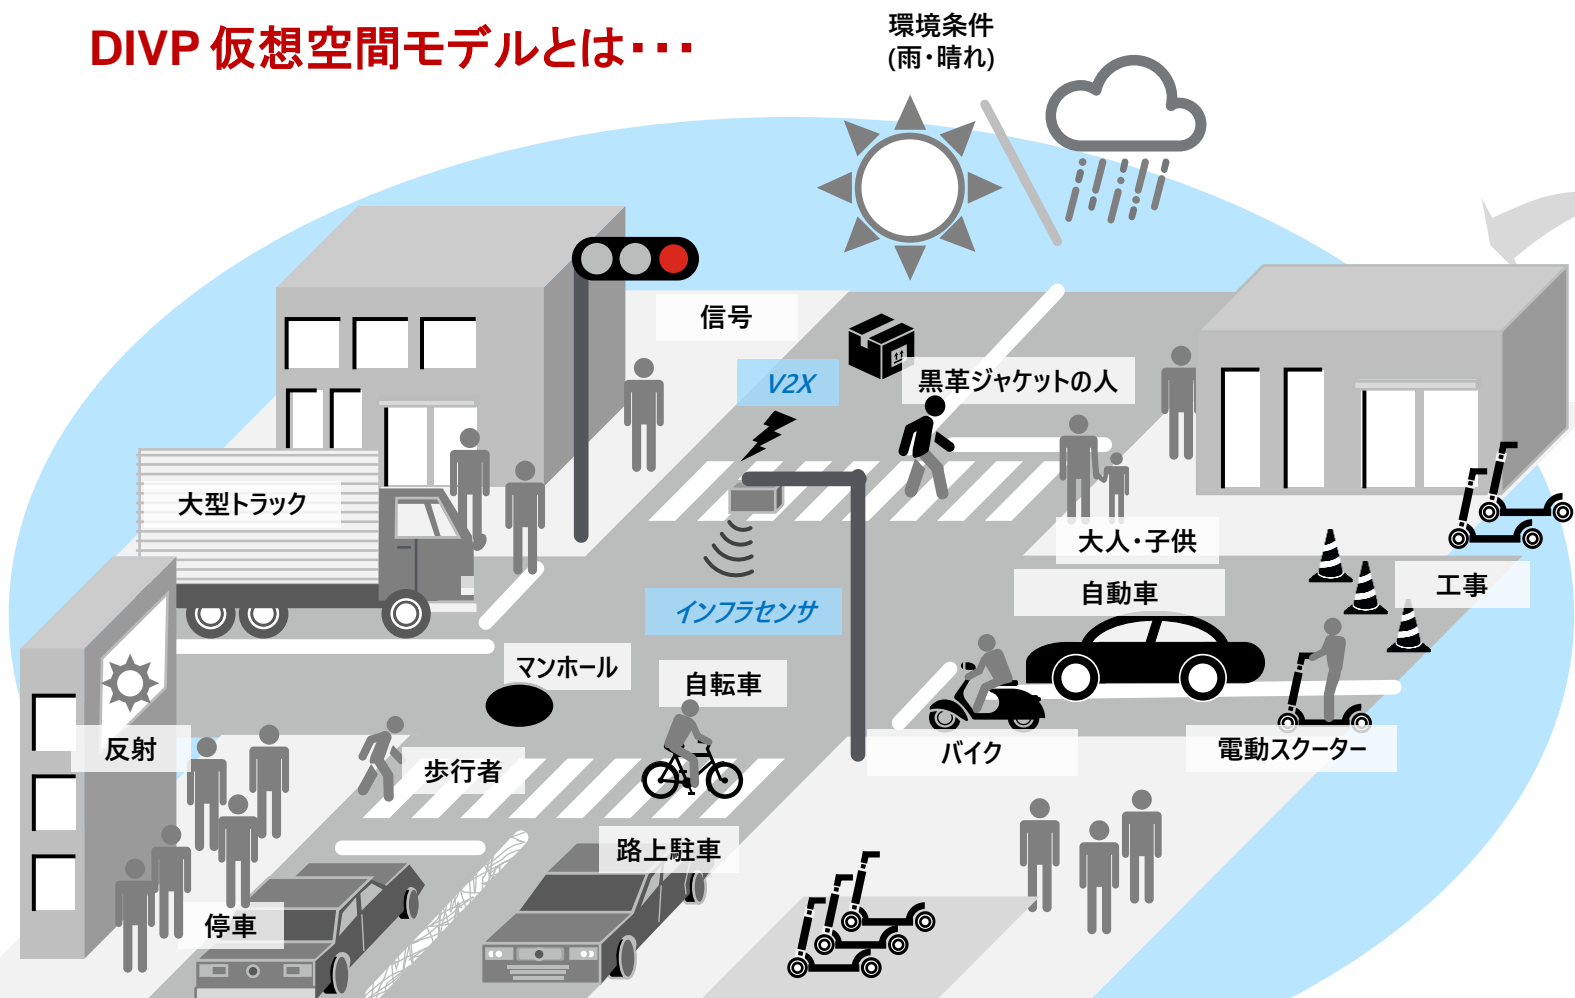 DIVP 仮想空間モデルとは・・・
環境条件
(雨・晴れ)
信号
V2X
黒革ジャケットの人
大型トラック
大人・子供
自動車
工事
インフラセンサ
マンホール
自転車
反射
歩行者
バイク
電動スクーター
路上駐車
停車